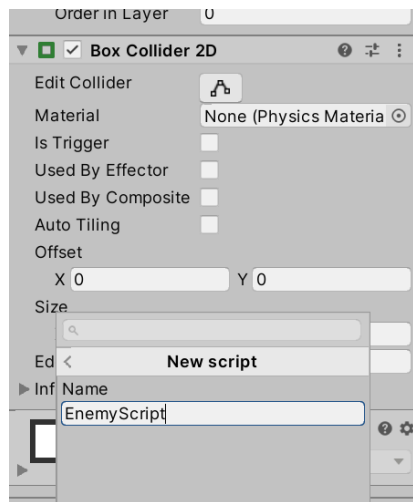 Order in Layer 0
Box Collider 2D
Edit Collider
Material None (Physics Materia
Is Trigger
Used By Effector
Used By Composite
Auto Tiling
Offset
X 0 Y 0
Size
Ed < New script
Inf Name
EnemyScript